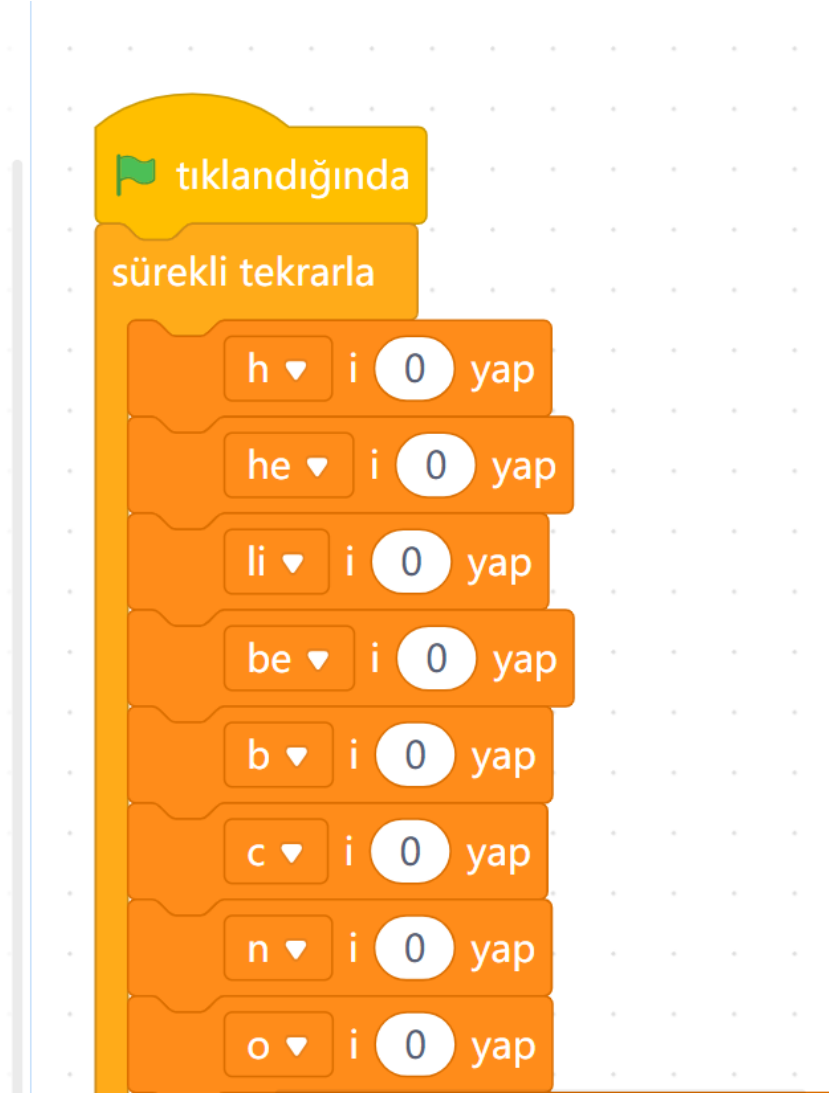 tıklandığında
sürekli tekrarla
h i 0 yap
he i 0 yap
li i 0 yap
be i 0 yap
b i 0 yap
c i 0 yap
n i 0 yap
o i 0 yap